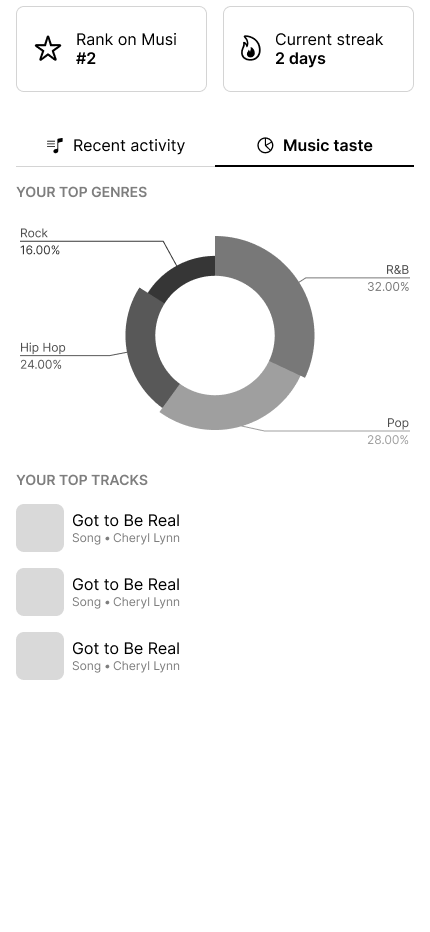 Rank on Musi
#2
Current streak
2 days
Recent activity
Music taste
YOUR TOP GENRES
Rock
16.00%
R&B
32.00%
Hip Hop
24.00%
Pop
28.00%
YOUR TOP TRACKS
Got to Be Real
Song • Cheryl Lynn
Got to Be Real
Song • Cheryl Lynn
Got to Be Real
Song • Cheryl Lynn